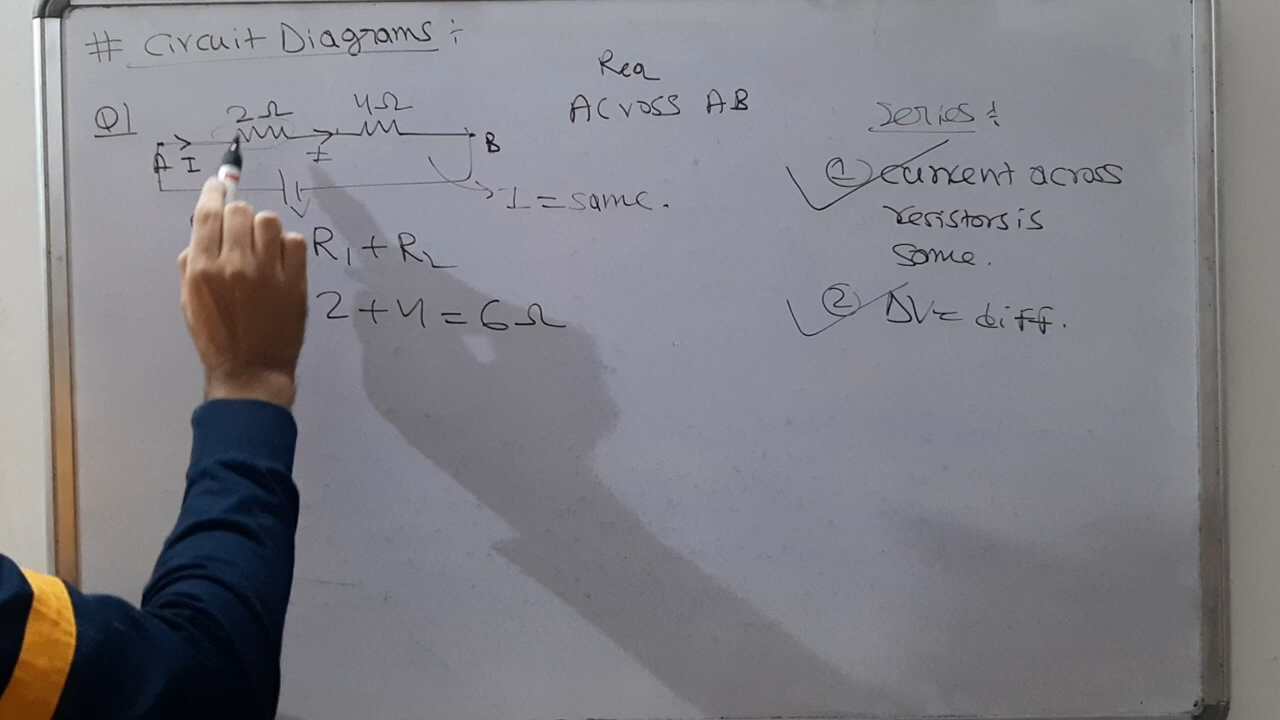 # Circuit Diagrams :
Q1
2Ω 4Ω
A I I B
I = same.
R1 + R2
2 + 4 = 6Ω
Req
ACross AB
Series :
① current across
resistors is
same.
② ΔV = diff.